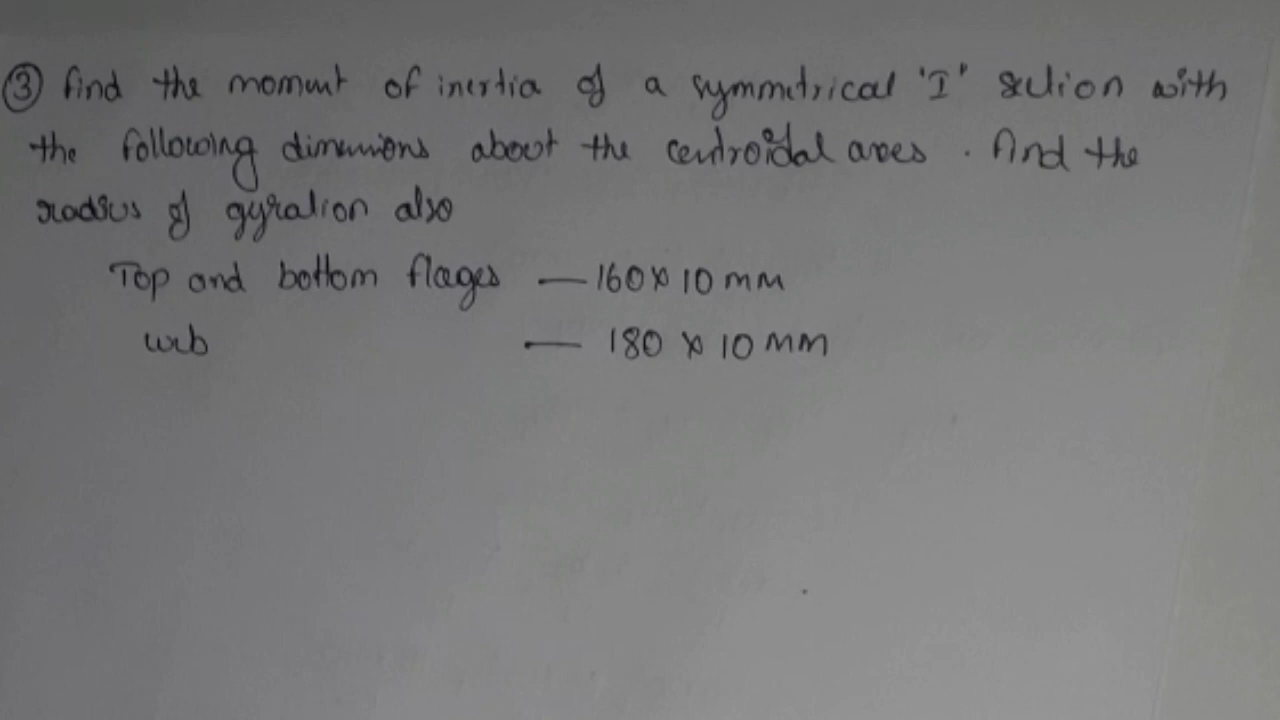 ③ find the moment of inertia of a symmetrical 'I' section with
the following dimensions about the centroidal axes . find the
radius of gyration also
Top and bottom flages — 160 x 10 mm
web — 180 x 10 mm